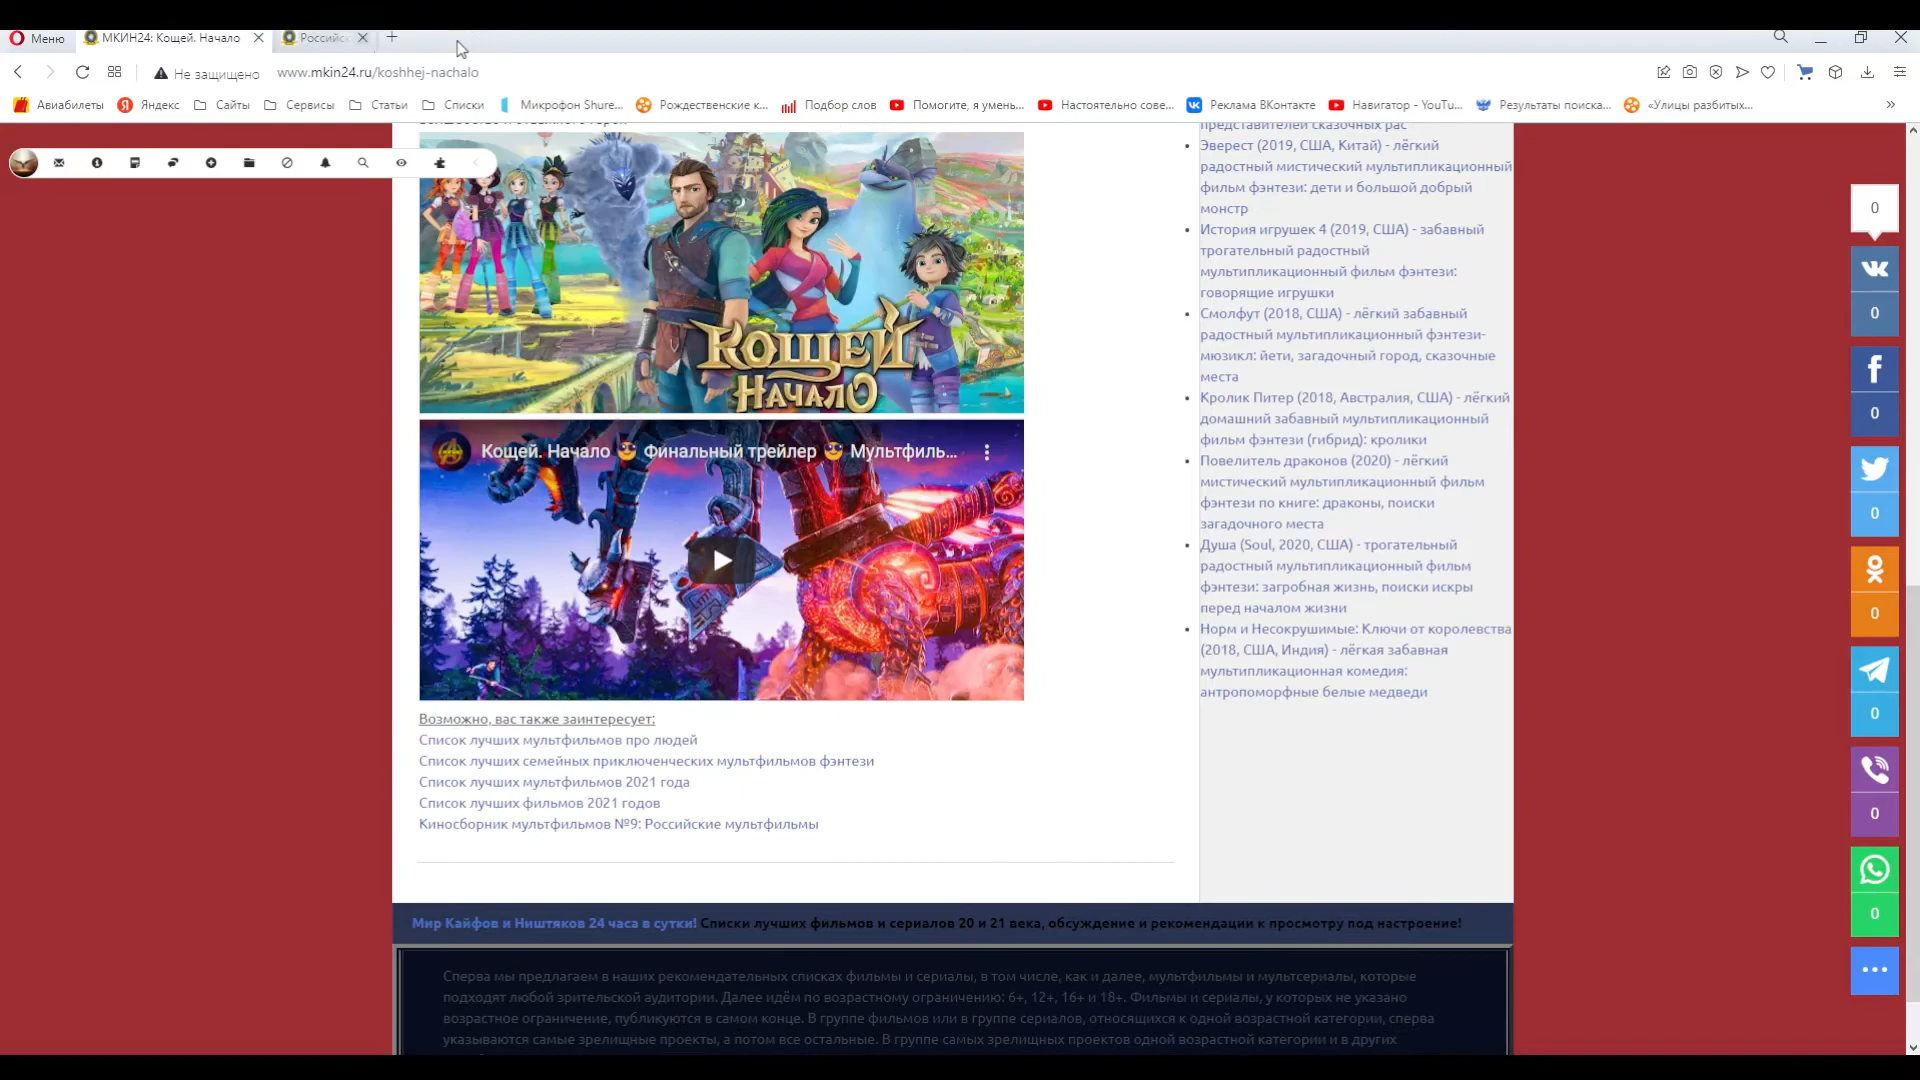 Меню
МКИН24: Кощей. Начало
Российс
Не защищено
www.mkin24.ru/koshhej-nachalo
Авиабилеты
Яндекс
Сайты
Сервисы
Статьи
Списки
Микрофон Shure...
Рождественские к...
Подбор слов
Помогите, я умень...
Настоятельно сове...
Реклама ВКонтакте
Навигатор - YouTu...
Результаты поиска...
«Улицы разбитых...
КОЩЕЙ
НАЧАЛО
Кощей. Начало 😎 Финальный трейлер 😎 Мультфиль...
Возможно, вас также заинтересует:
Список лучших мультфильмов про людей
Список лучших семейных приключенческих мультфильмов фэнтези
Список лучших мультфильмов 2021 года
Список лучших фильмов 2021 годов
Киносборник мультфильмов №9: Российские мультфильмы
представителей сказочных рас
Эверест (2019, США, Китай) - лёгкий
радостный мистический мультипликационный
фильм фэнтези: дети и большой добрый
монстр
История игрушек 4 (2019, США) - забавный
трогательный радостный
мультипликационный фильм фэнтези:
говорящие игрушки
Смолфут (2018, США) - лёгкий забавный
радостный мультипликационный фэнтези-
мюзикл: йети, загадочный город, сказочные
места
Кролик Питер (2018, Австралия, США) - лёгкий
домашний забавный мультипликационный
фильм фэнтези (гибрид): кролики
Повелитель драконов (2020) - лёгкий
мистический мультипликационный фильм
фэнтези по книге: драконы, поиски
загадочного места
Душа (Soul, 2020, США) - трогательный
радостный мультипликационный фильм
фэнтези: загробная жизнь, поиски искры
перед началом жизни
Норм и Несокрушимые: Ключи от королевства
(2018, США, Индия) - лёгкая забавная
мультипликационная комедия:
антропоморфные белые медведи
0
0
0
0
0
0
0
0
Мир Кайфов и Ништяков 24 часа в сутки! Списки лучших фильмов и сериалов 20 и 21 века, обсуждение и рекомендации к просмотру под настроение!
Сперва мы предлагаем в наших рекомендательных списках фильмы и сериалы, в том числе, как и далее, мультфильмы и мультсериалы, которые
подходят любой зрительской аудитории. Далее идём по возрастному ограничению: 6+, 12+, 16+ и 18+. Фильмы и сериалы, у которых не указано
возрастное ограничение, публикуются в самом конце. В группе фильмов или в группе сериалов, относящихся к одной возрастной категории, сперва
указываются самые зрелищные проекты, а потом все остальные. В группе самых зрелищных проектов одной возрастной категории и в других